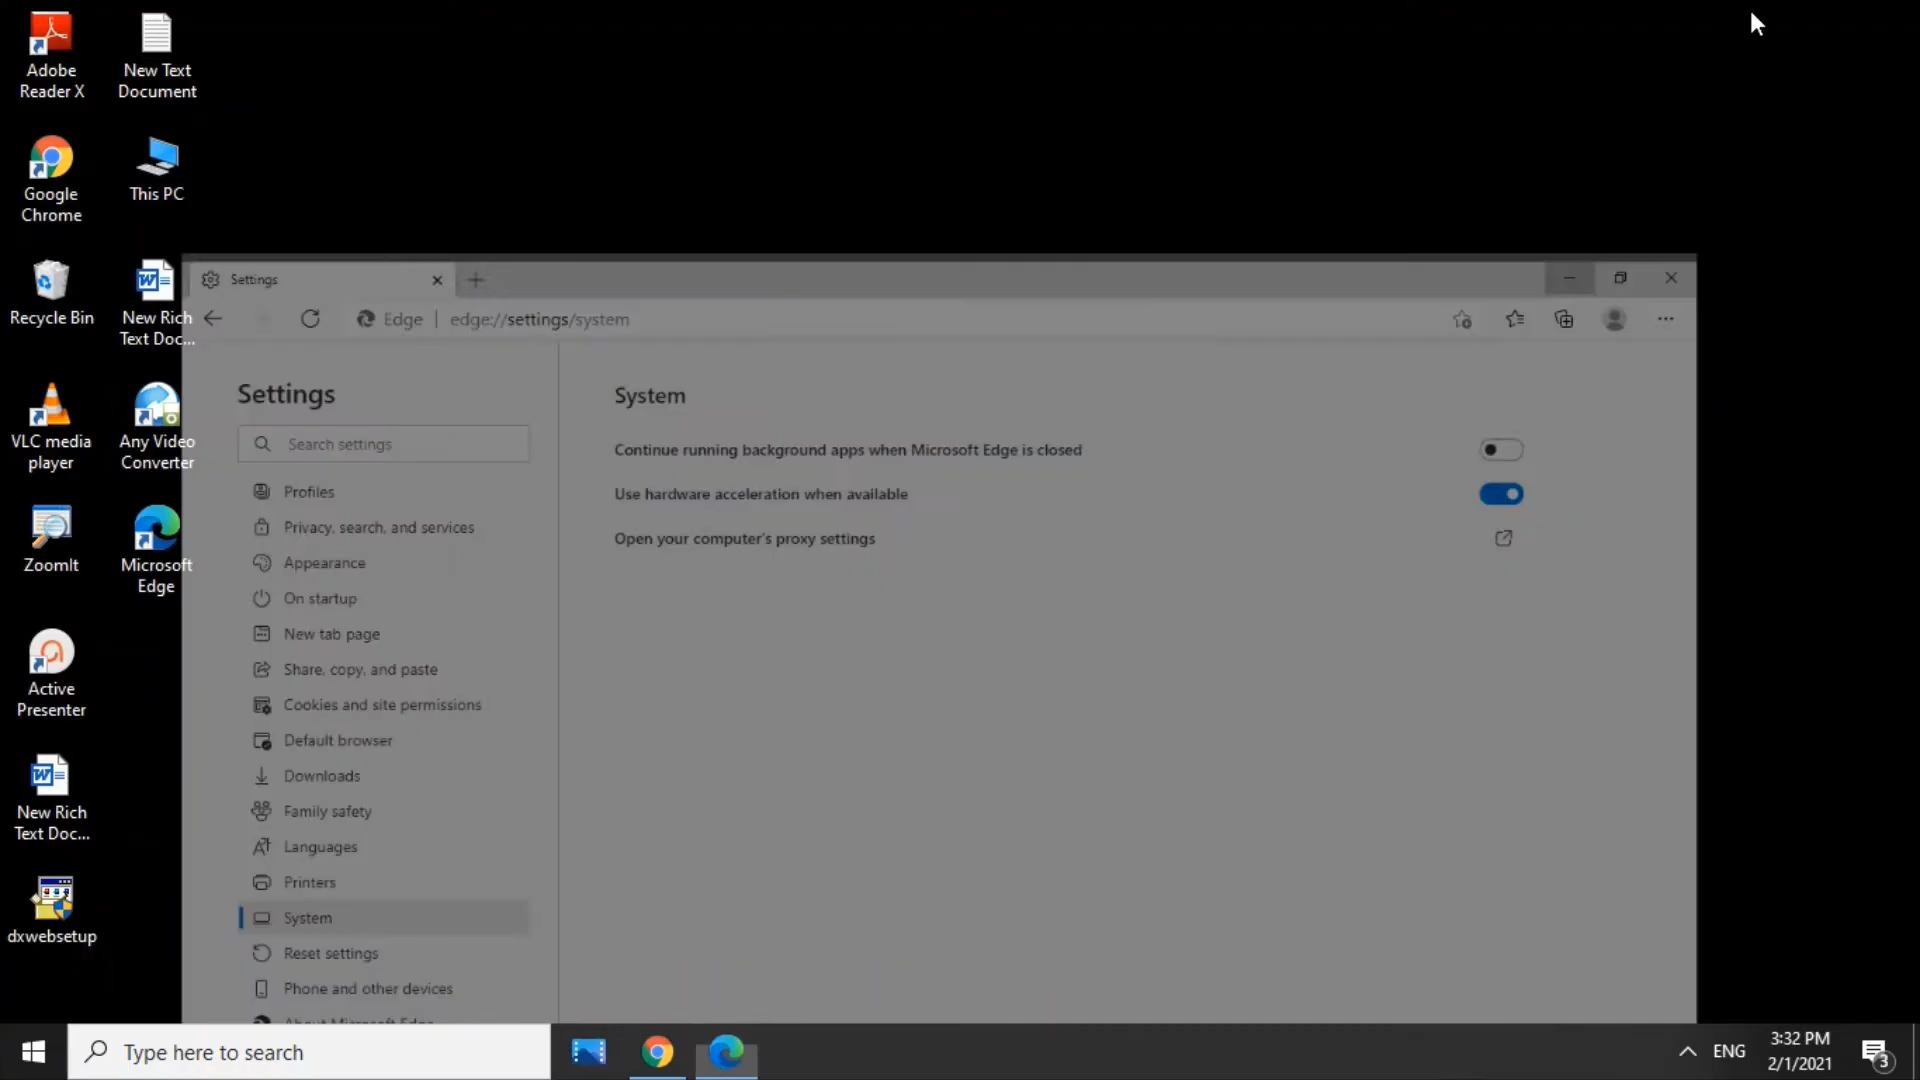 Adobe
Reader X
New Text
Document
Google
Chrome
This PC
Recycle Bin
New Rich
Text Doc...
VLC media
player
Any Video
Converter
ZoomIt
Microsoft
Edge
Active
Presenter
New Rich
Text Doc...
dxwebsetup
Settings
Edge | edge://settings/system
Settings
Search settings
Profiles
Privacy, search, and services
Appearance
On startup
New tab page
Share, copy, and paste
Cookies and site permissions
Default browser
Downloads
Family safety
Languages
Printers
System
Reset settings
Phone and other devices
About Microsoft Edge
System
Continue running background apps when Microsoft Edge is closed
Use hardware acceleration when available
Open your computer's proxy settings
Type here to search
ENG
3:32 PM
2/1/2021
3